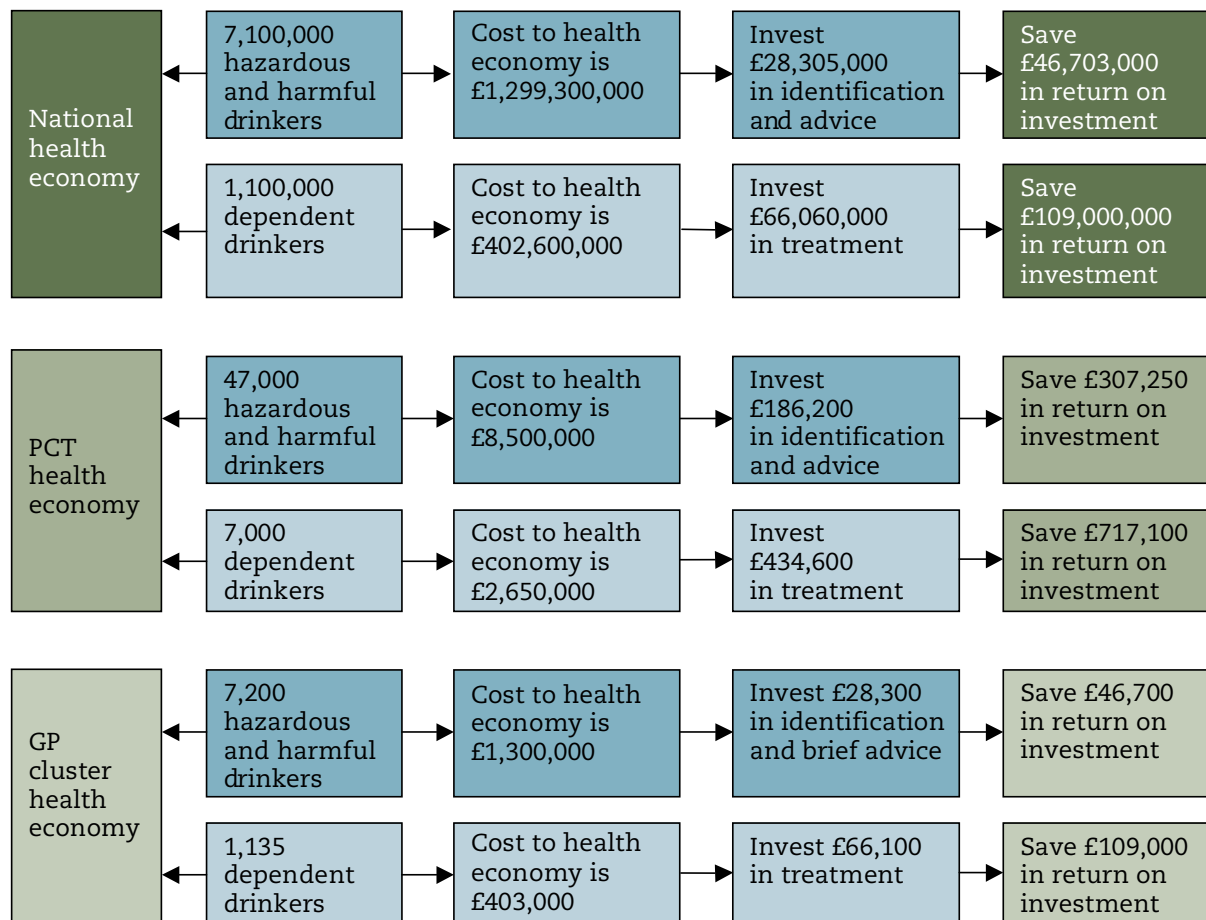 National
health
economy
7,100,000
hazardous
and harmful
drinkers
Cost to health
economy is
£1,299,300,000
Invest
£28,305,000
in identification
and advice
Save
£46,703,000
in return on
investment
1,100,000
dependent
drinkers
Cost to health
economy is
£402,600,000
Invest
£66,060,000
in treatment
Save
£109,000,000
in return on
investment
PCT
health
economy
47,000
hazardous
and harmful
drinkers
Cost to health
economy is
£8,500,000
Invest
£186,200
in identification
and advice
Save £307,250
in return on
investment
7,000
dependent
drinkers
Cost to health
economy is
£2,650,000
Invest
£434,600
in treatment
Save £717,100
in return on
investment
GP
cluster
health
economy
7,200
hazardous
and harmful
drinkers
Cost to health
economy is
£1,300,000
Invest £28,300
in identification
and brief advice
Save £46,700
in return on
investment
1,135
dependent
drinkers
Cost to health
economy is
£403,000
Invest £66,100
in treatment
Save £109,000
in return on
investment